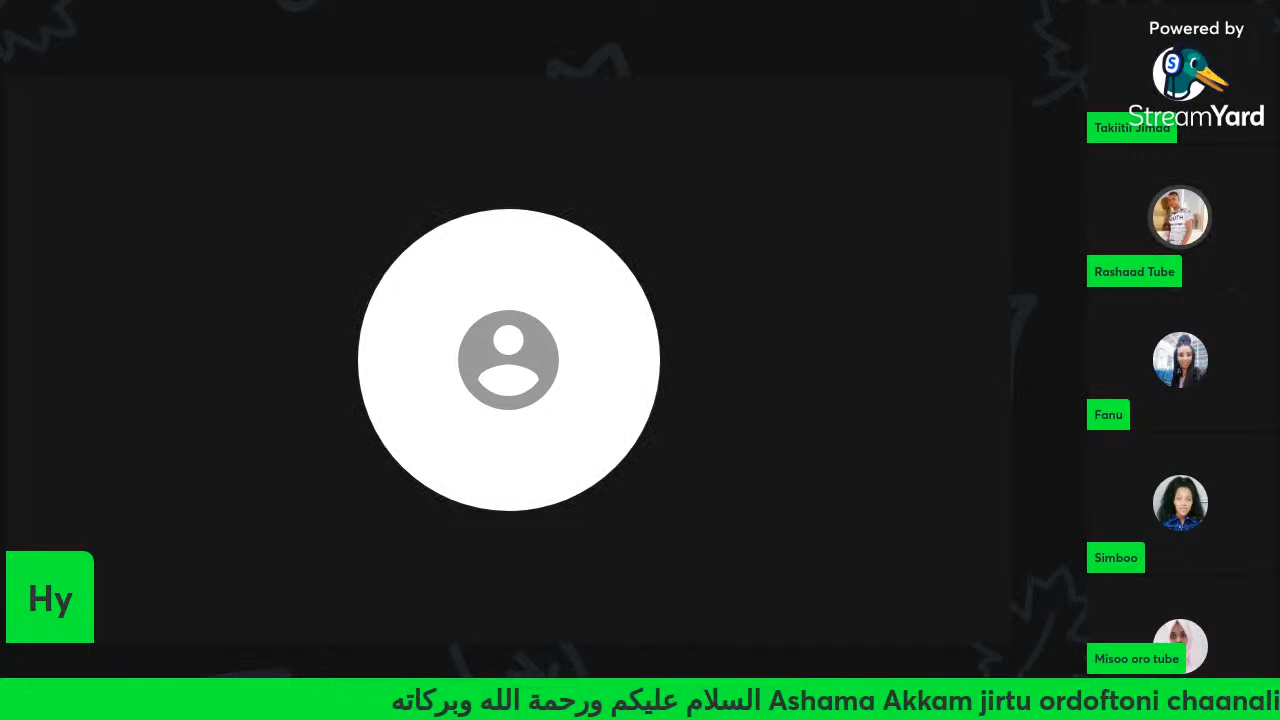 Powered by
StreamYard
Takiitii Jimaa
Rashaad Tube
Fanu
Simboo
Misoo oro tube
Hy
السلام عليكم ورحمة الله وبركاته Ashama Akkam jirtu ordoftoni chaanali